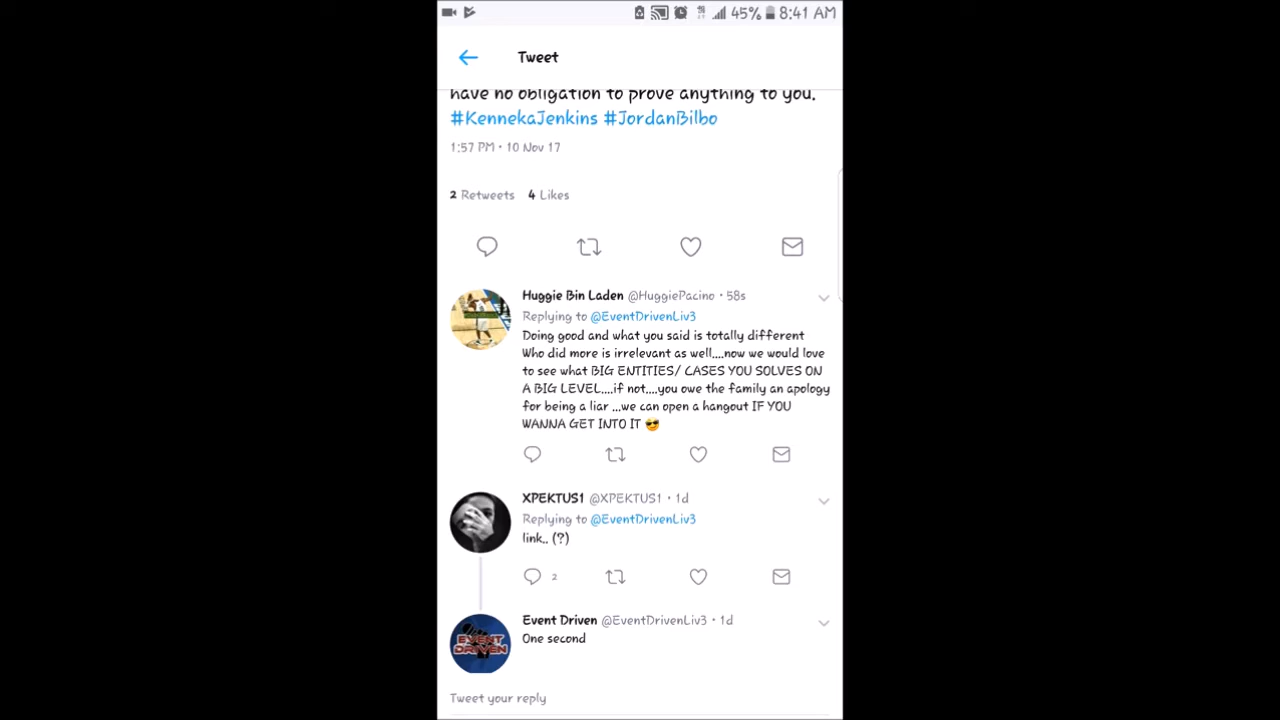 45% 8:41 AM
Tweet
have no obligation to prove anything to you.
#KennekaJenkins #JordanBilbo
1:57 PM • 10 Nov 17
2 Retweets 4 Likes
Huggie Bin Laden @HuggiePacino • 58s
Replying to @EventDrivenLiv3
Doing good and what you said is totally different
Who did more is irrelevant as well....now we would love
to see what BIG ENTITIES/ CASES YOU SOLVES ON
A BIG LEVEL....if not....you owe the family an apology
for being a liar ...we can open a hangout IF YOU
WANNA GET INTO IT 😎
XPEKTUS1 @XPEKTUS1 • 1d
Replying to @EventDrivenLiv3
link.. (?)
2
Event Driven @EventDrivenLiv3 • 1d
One second
EVENT
DRIVEN
Tweet your reply